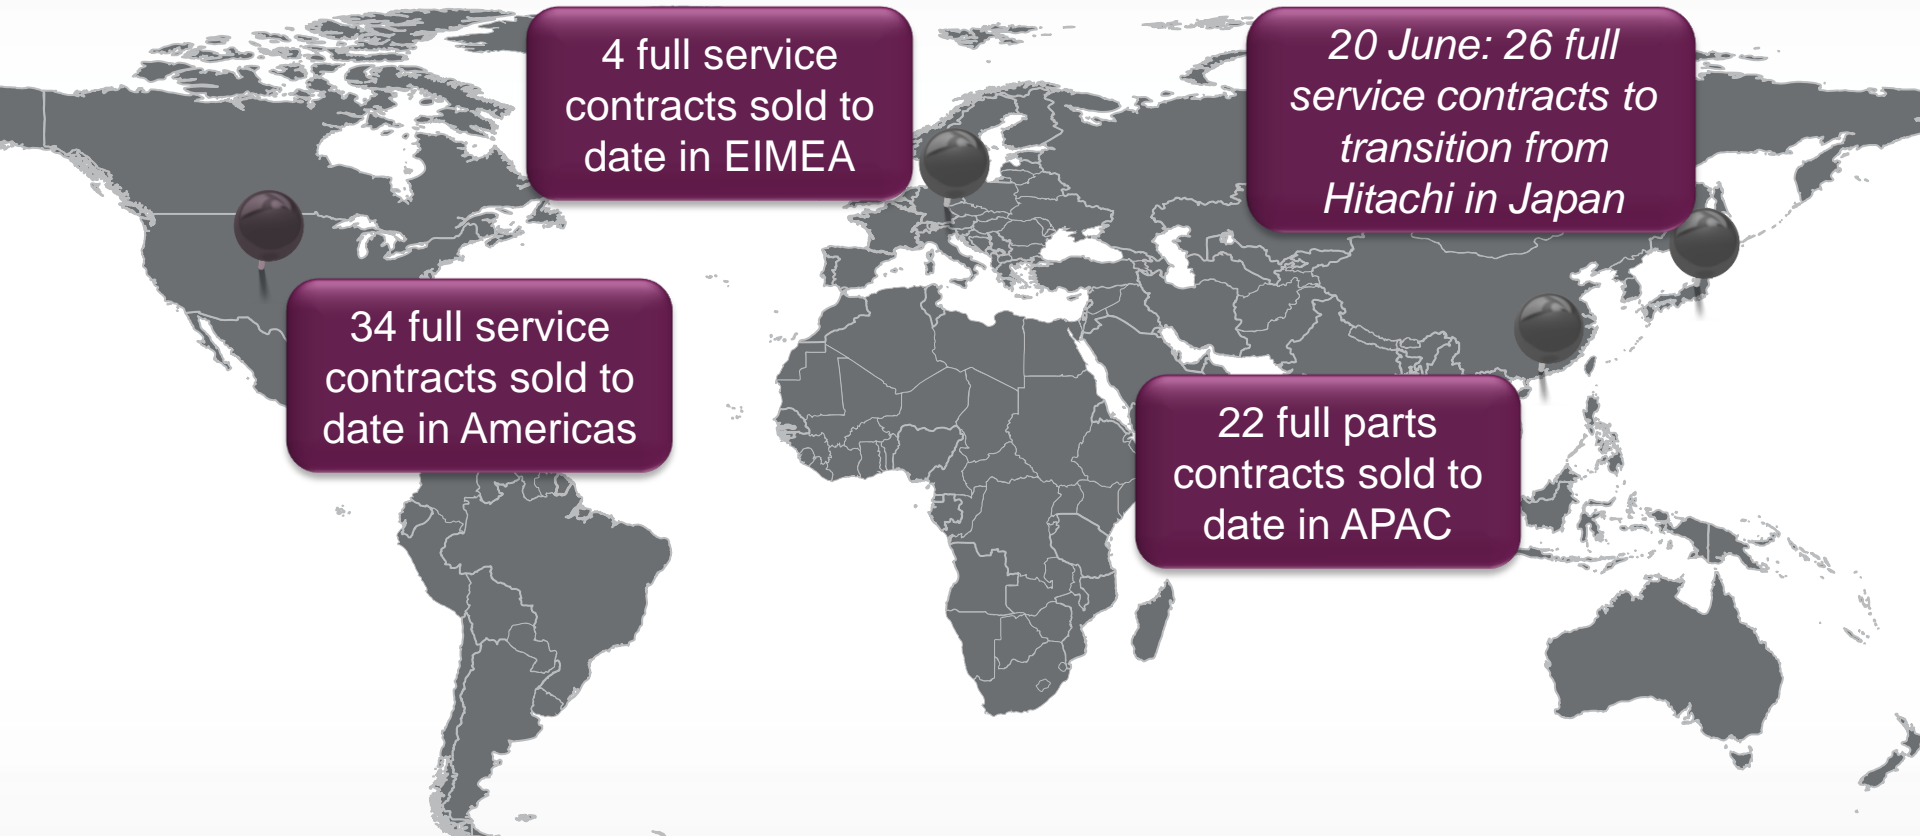 4 full service
contracts sold to
date in EIMEA
20 June: 26 full
service contracts to
transition from
Hitachi in Japan
34 full service
contracts sold to
date in Americas
22 full parts
contracts sold to
date in APAC